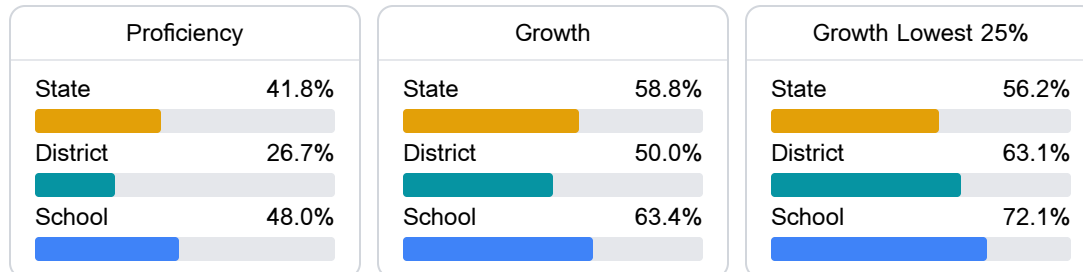 Proficiency
State 41.8%
District 26.7%
School 48.0%
Growth
State 58.8%
District 50.0%
School 63.4%
Growth Lowest 25%
State 56.2%
District 63.1%
School 72.1%